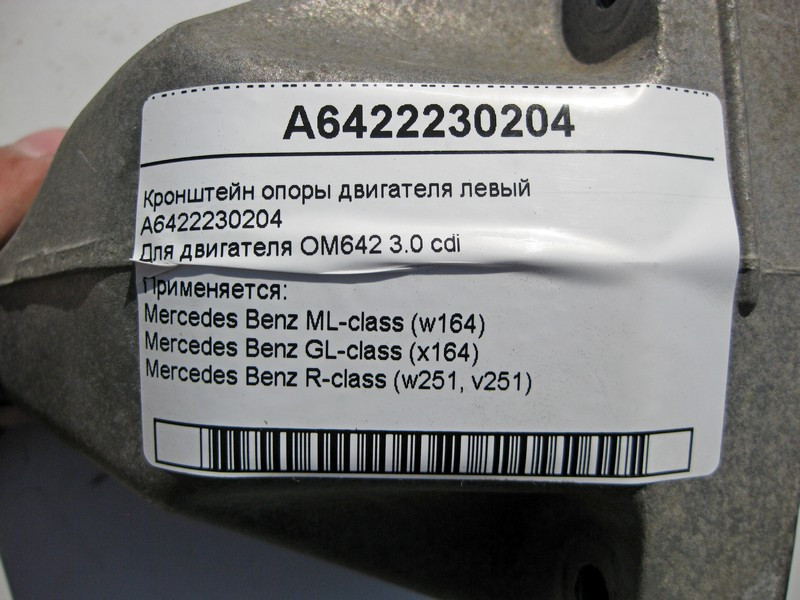 A6422230204
Кронштейн опоры двигателя левый
A6422230204
Для двигателя OM642 3.0 cdi
Применяется:
Mercedes Benz ML-class (w164)
Mercedes Benz GL-class (x164)
Mercedes Benz R-class (w251, v251)